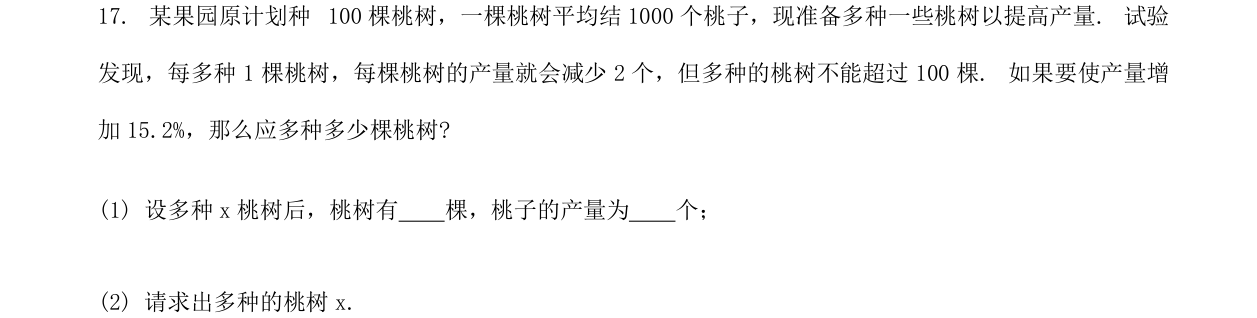 17. 某果园原计划种 100 棵桃树，一棵桃树平均结 1000 个桃子，现准备多种一些桃树以提高产量. 试验
发现，每多种 1 棵桃树，每棵桃树的产量就会减少 2 个，但多种的桃树不能超过 100 棵. 如果要使产量增
加 15.2%，那么应多种多少棵桃树?
(1) 设多种 x 桃树后，桃树有____棵，桃子的产量为____个；
(2) 请求出多种的桃树 x.